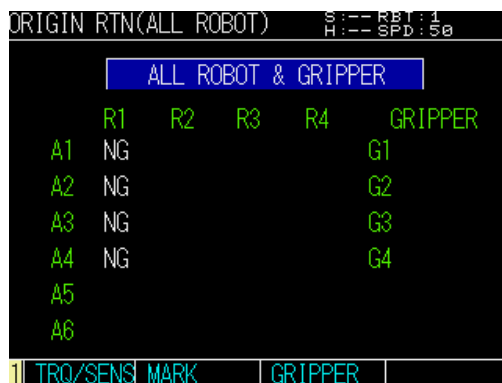 ORIGIN RTN(ALL ROBOT) S:-- RBT:1
H:-- SPD:50
ALL ROBOT & GRIPPER
R1 R2 R3 R4 GRIPPER
A1 NG G1
A2 NG G2
A3 NG G3
A4 NG G4
A5
A6
1 TRQ/SENS MARK GRIPPER